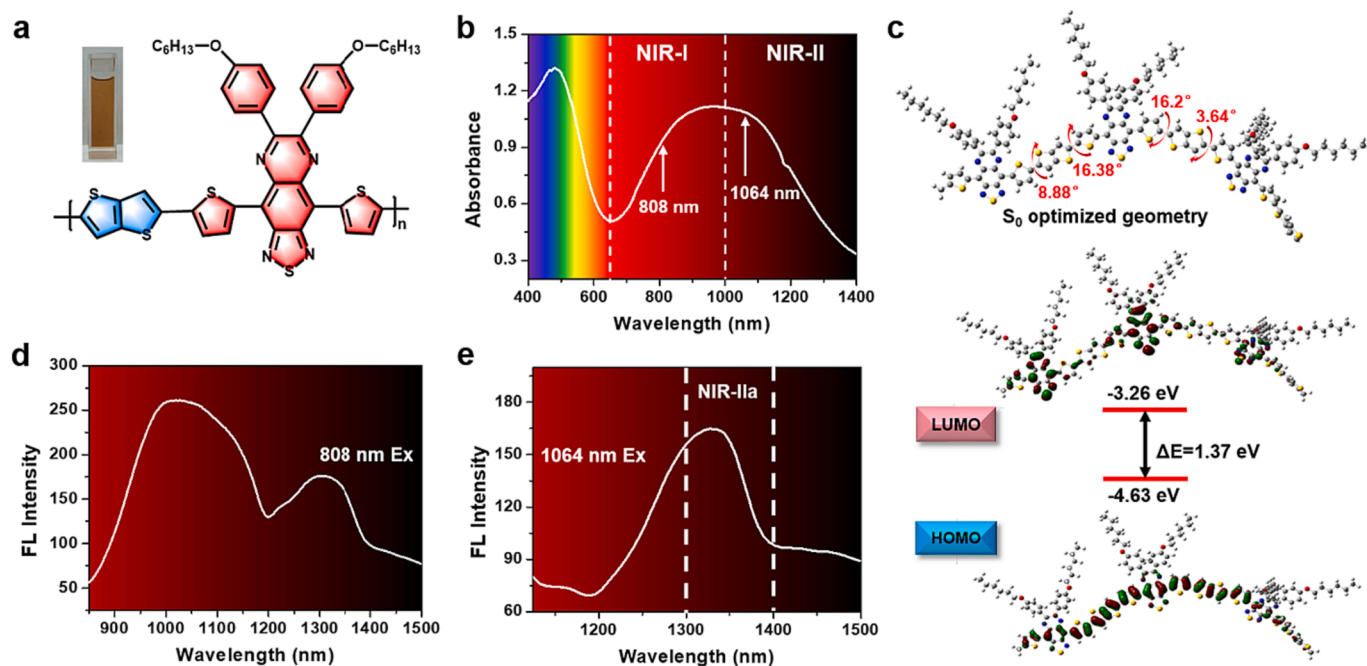 a
C₆H₁₃-O
O-C₆H₁₃
N
N
S
S
S
S
N
N
S
n
b
NIR-I
NIR-II
808 nm
1064 nm
1.5
1.2
0.9
0.6
0.3
Absorbance
400
600
800
1000
1200
1400
Wavelength (nm)
c
16.2°
3.64°
16.38°
8.88°
S₀ optimized geometry
-3.26 eV
LUMO
ΔE=1.37 eV
-4.63 eV
HOMO
d
300
250
200
150
100
50
FL Intensity
808 nm Ex
900
1000
1100
1200
1300
1400
1500
Wavelength (nm)
e
NIR-IIa
1064 nm Ex
180
150
120
90
60
FL Intensity
1200
1300
1400
1500
Wavelength (nm)